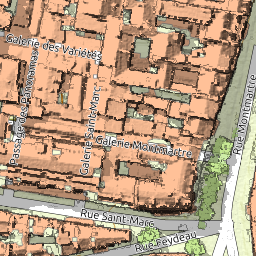 Galerie des Variétés
Passage des Panoramas
Galerie Saint-Marc
Galerie Montmartre
Rue Montmartre
Rue Saint-Marc
Rue Feydeau